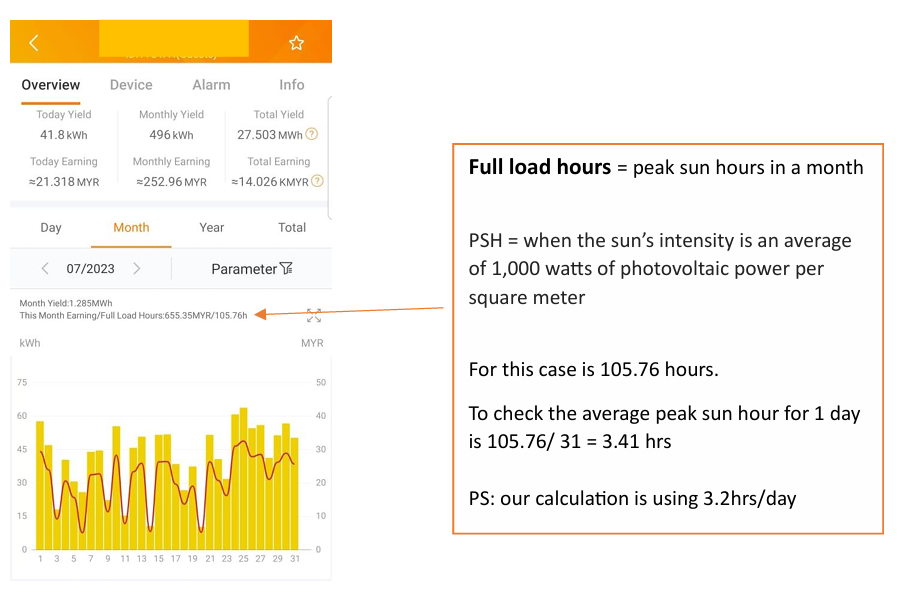 Overview Device Alarm Info
Today Yield Monthly Yield Total Yield
41.8 kWh 496 kWh 27.503 MWh ?
Today Earning Monthly Earning Total Earning
≈21.318 MYR ≈252.96 MYR ≈14.026 KMYR ?
Day Month Year Total
07/2023 Parameter
Month Yield:1.285MWh
This Month Earning/Full Load Hours:655.35MYR/105.76h
kWh MYR
75 50
60 40
45 30
30 20
15 10
0 0
1 3 5 7 9 11 13 15 17 19 21 23 25 27 29 31
Full load hours = peak sun hours in a month
PSH = when the sun's intensity is an average
of 1,000 watts of photovoltaic power per
square meter
For this case is 105.76 hours.
To check the average peak sun hour for 1 day
is 105.76/ 31 = 3.41 hrs
PS: our calculation is using 3.2hrs/day